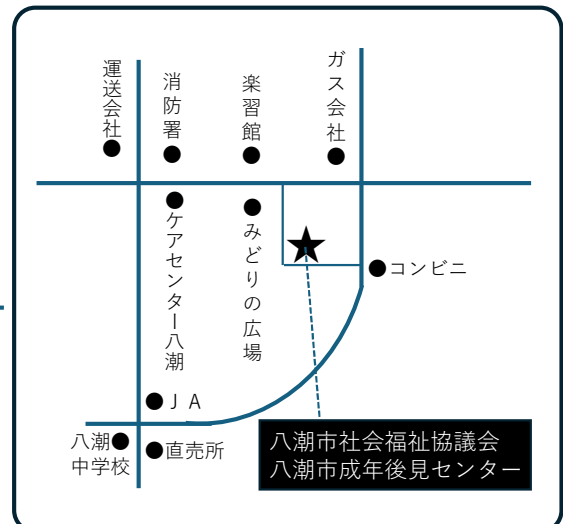 運送会社
消防署
楽習館
ガス会社
ケアセンター八潮
みどりの広場
コンビニ
ＪＡ
八潮
中学校
直売所
八潮市社会福祉協議会
八潮市成年後見センター